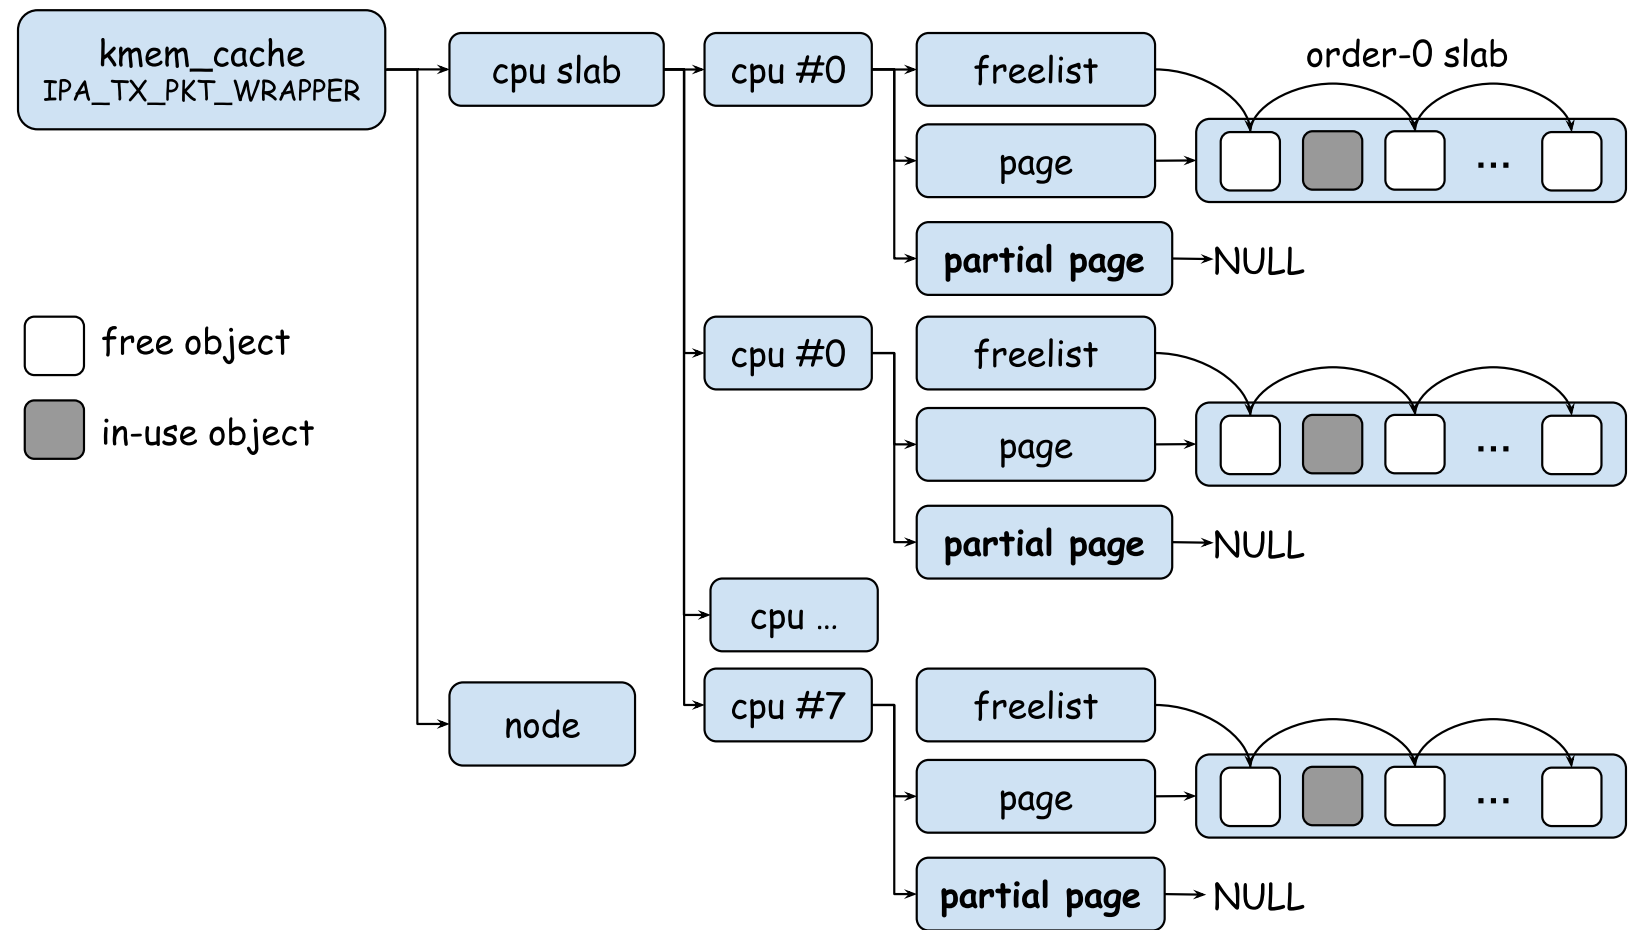 kmem_cache
IPA_TX_PKT_WRAPPER
cpu slab
cpu #0
freelist
order-0 slab
page
...
partial page
NULL
free object
in-use object
cpu #0
freelist
page
...
partial page
NULL
cpu ...
node
cpu #7
freelist
page
...
partial page
NULL